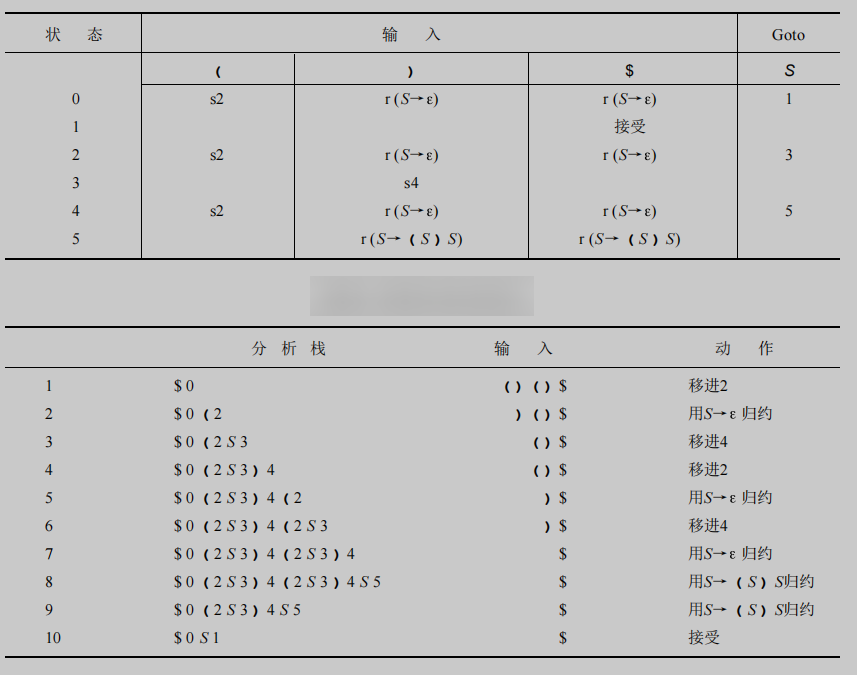 状 态 输 入 Goto
( ) $ S
0 s2 r (S→ε) r (S→ε) 1
1 接受
2 s2 r (S→ε) r (S→ε) 3
3 s4
4 s2 r (S→ε) r (S→ε) 5
5 r (S→ ( S ) S) r (S→ ( S ) S)
分 析 栈 输 入 动 作
1 $ 0 ( ) ( ) $ 移进2
2 $ 0 ( 2 ) ( ) $ 用S→ε 归约
3 $ 0 ( 2 S 3 ( ) $ 移进4
4 $ 0 ( 2 S 3 ) 4 ( ) $ 移进2
5 $ 0 ( 2 S 3 ) 4 ( 2 ) $ 用S→ε 归约
6 $ 0 ( 2 S 3 ) 4 ( 2 S 3 ) $ 移进4
7 $ 0 ( 2 S 3 ) 4 ( 2 S 3 ) 4 $ 用S→ε 归约
8 $ 0 ( 2 S 3 ) 4 ( 2 S 3 ) 4 S 5 $ 用S→ ( S ) S归约
9 $ 0 ( 2 S 3 ) 4 S 5 $ 用S→ ( S ) S归约
10 $ 0 S 1 $ 接受